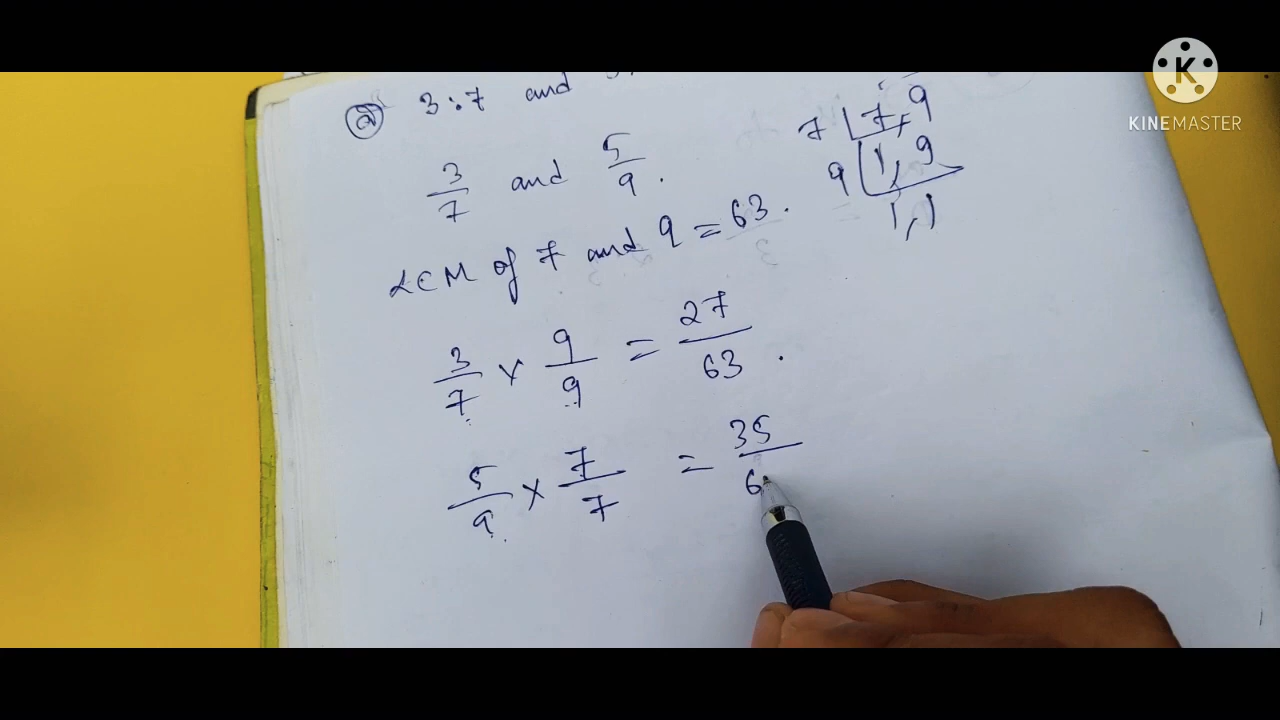 KINEMASTER
(a) 3:7 and
3/7 and 5/9.
7 | 7, 9
9 | 1, 9
1, 1
LCM of 7 and 9 = 63.
3/7 × 9/9 = 27/63.
5/9 × 7/7 = 35/6